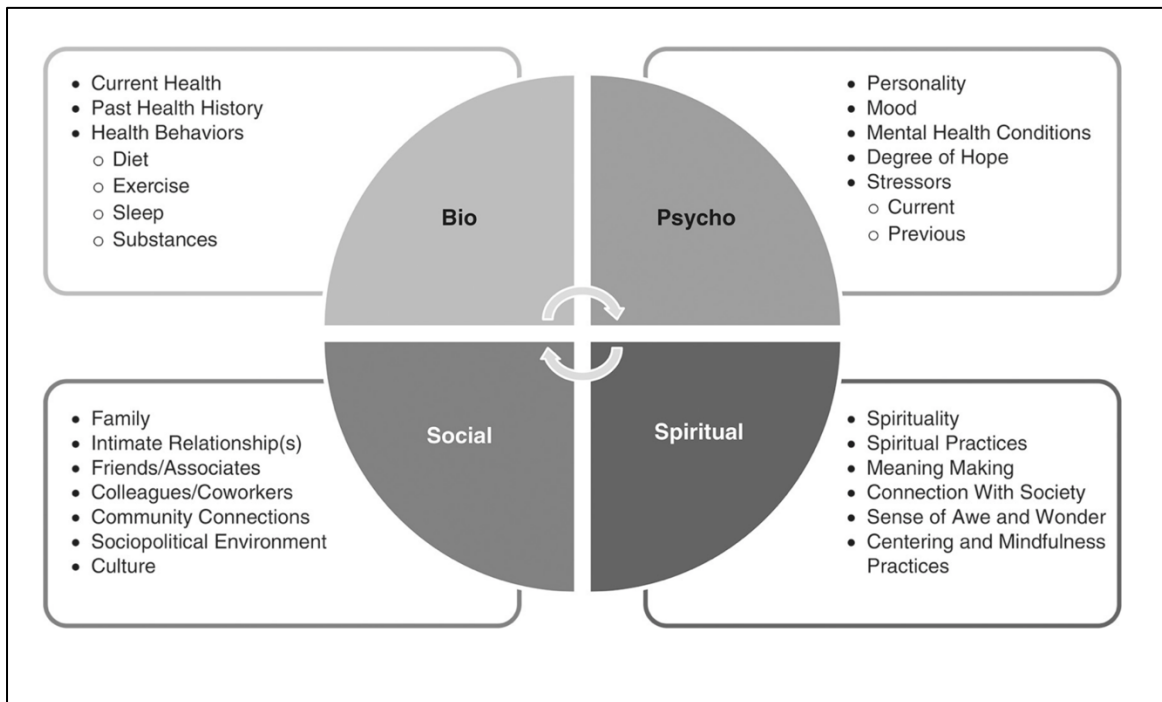 • Current Health
• Past Health History
• Health Behaviors
○ Diet
○ Exercise
○ Sleep
○ Substances
Bio
Psycho
• Personality
• Mood
• Mental Health Conditions
• Degree of Hope
• Stressors
○ Current
○ Previous
• Family
• Intimate Relationship(s)
• Friends/Associates
• Colleagues/Coworkers
• Community Connections
• Sociopolitical Environment
• Culture
Social
Spiritual
• Spirituality
• Spiritual Practices
• Meaning Making
• Connection With Society
• Sense of Awe and Wonder
• Centering and Mindfulness
Practices